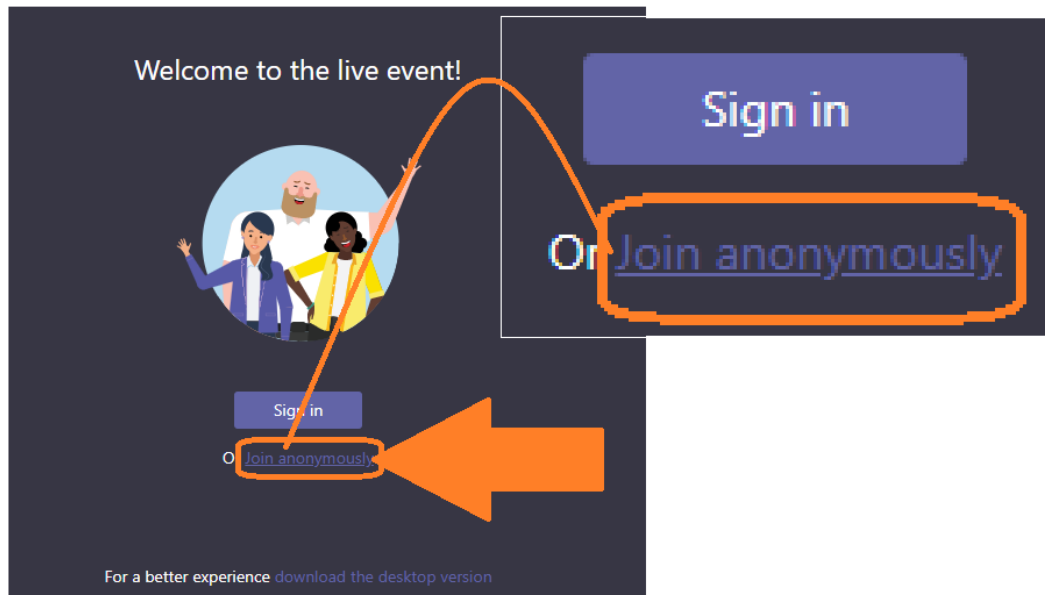 Welcome to the live event!
Sign in
Or Join anonymously
For a better experience download the desktop version
Sign in
Or Join anonymously